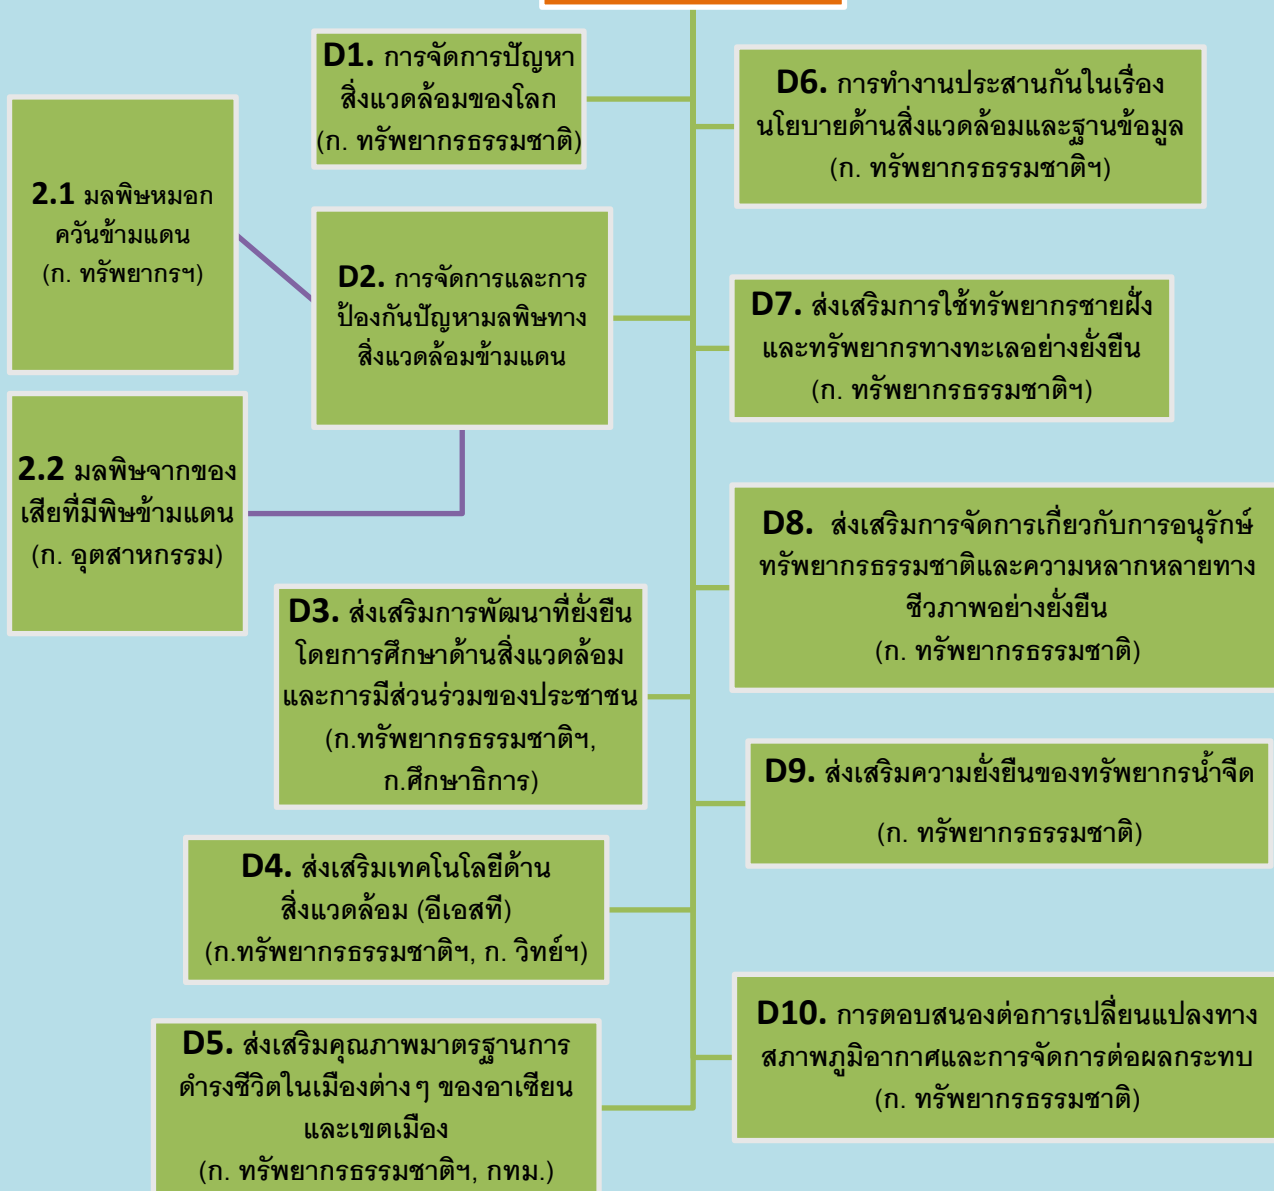 D1. การจัดการปัญหา
สิ่งแวดล้อมของโลก
(ก. ทรัพยากรธรรมชาติ)
2.1 มลพิษหมอก
ควันข้ามแดน
(ก. ทรัพยากรฯ)
D2. การจัดการและการ
ป้องกันปัญหามลพิษทาง
สิ่งแวดล้อมข้ามแดน
2.2 มลพิษจากของ
เสียที่มีพิษข้ามแดน
(ก. อุตสาหกรรม)
D3. ส่งเสริมการพัฒนาที่ยั่งยืน
โดยการศึกษาด้านสิ่งแวดล้อม
และการมีส่วนร่วมของประชาชน
(ก.ทรัพยากรธรรมชาติฯ,
ก.ศึกษาธิการ)
D4. ส่งเสริมเทคโนโลยีด้าน
สิ่งแวดล้อม (อีเอสที)
(ก.ทรัพยากรธรรมชาติฯ, ก. วิทย์ฯ)
D5. ส่งเสริมคุณภาพมาตรฐานการ
ดำรงชีวิตในเมืองต่างๆ ของอาเซียน
และเขตเมือง
(ก. ทรัพยากรธรรมชาติฯ, กทม.)
D6. การทำงานประสานกันในเรื่อง
นโยบายด้านสิ่งแวดล้อมและฐานข้อมูล
(ก. ทรัพยากรธรรมชาติฯ)
D7. ส่งเสริมการใช้ทรัพยากรชายฝั่ง
และทรัพยากรทางทะเลอย่างยั่งยืน
(ก. ทรัพยากรธรรมชาติฯ)
D8. ส่งเสริมการจัดการเกี่ยวกับการอนุรักษ์
ทรัพยากรธรรมชาติและความหลากหลายทาง
ชีวภาพอย่างยั่งยืน
(ก. ทรัพยากรธรรมชาติ)
D9. ส่งเสริมความยั่งยืนของทรัพยากรน้ำจืด
(ก. ทรัพยากรธรรมชาติ)
D10. การตอบสนองต่อการเปลี่ยนแปลงทาง
สภาพภูมิอากาศและการจัดการต่อผลกระทบ
(ก. ทรัพยากรธรรมชาติ)